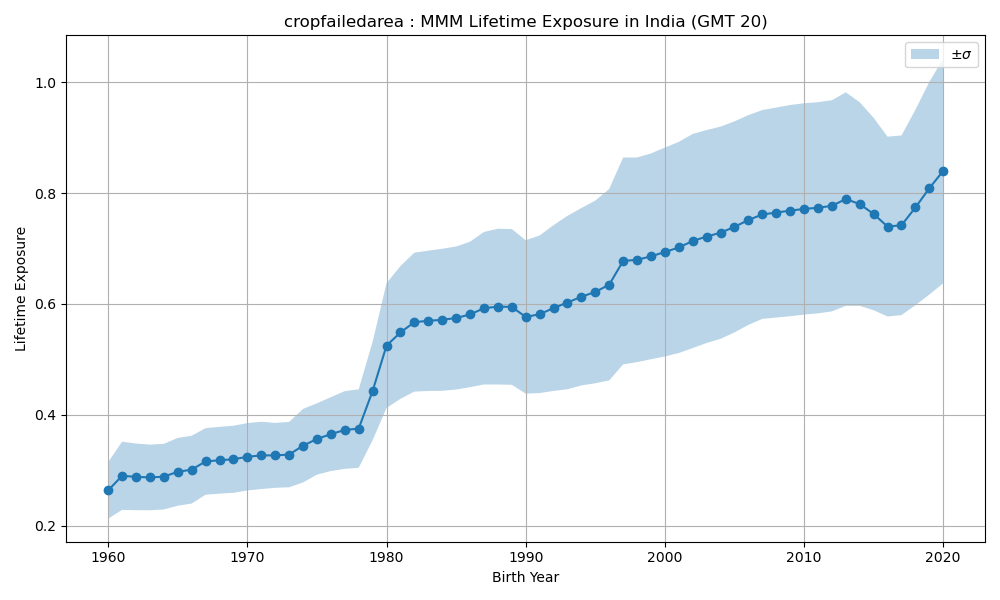 cropfailedarea : MMM Lifetime Exposure in India (GMT 20)
±σ
1.0
0.8
0.6
0.4
0.2
Lifetime Exposure
1960 1970 1980 1990 2000 2010 2020
Birth Year